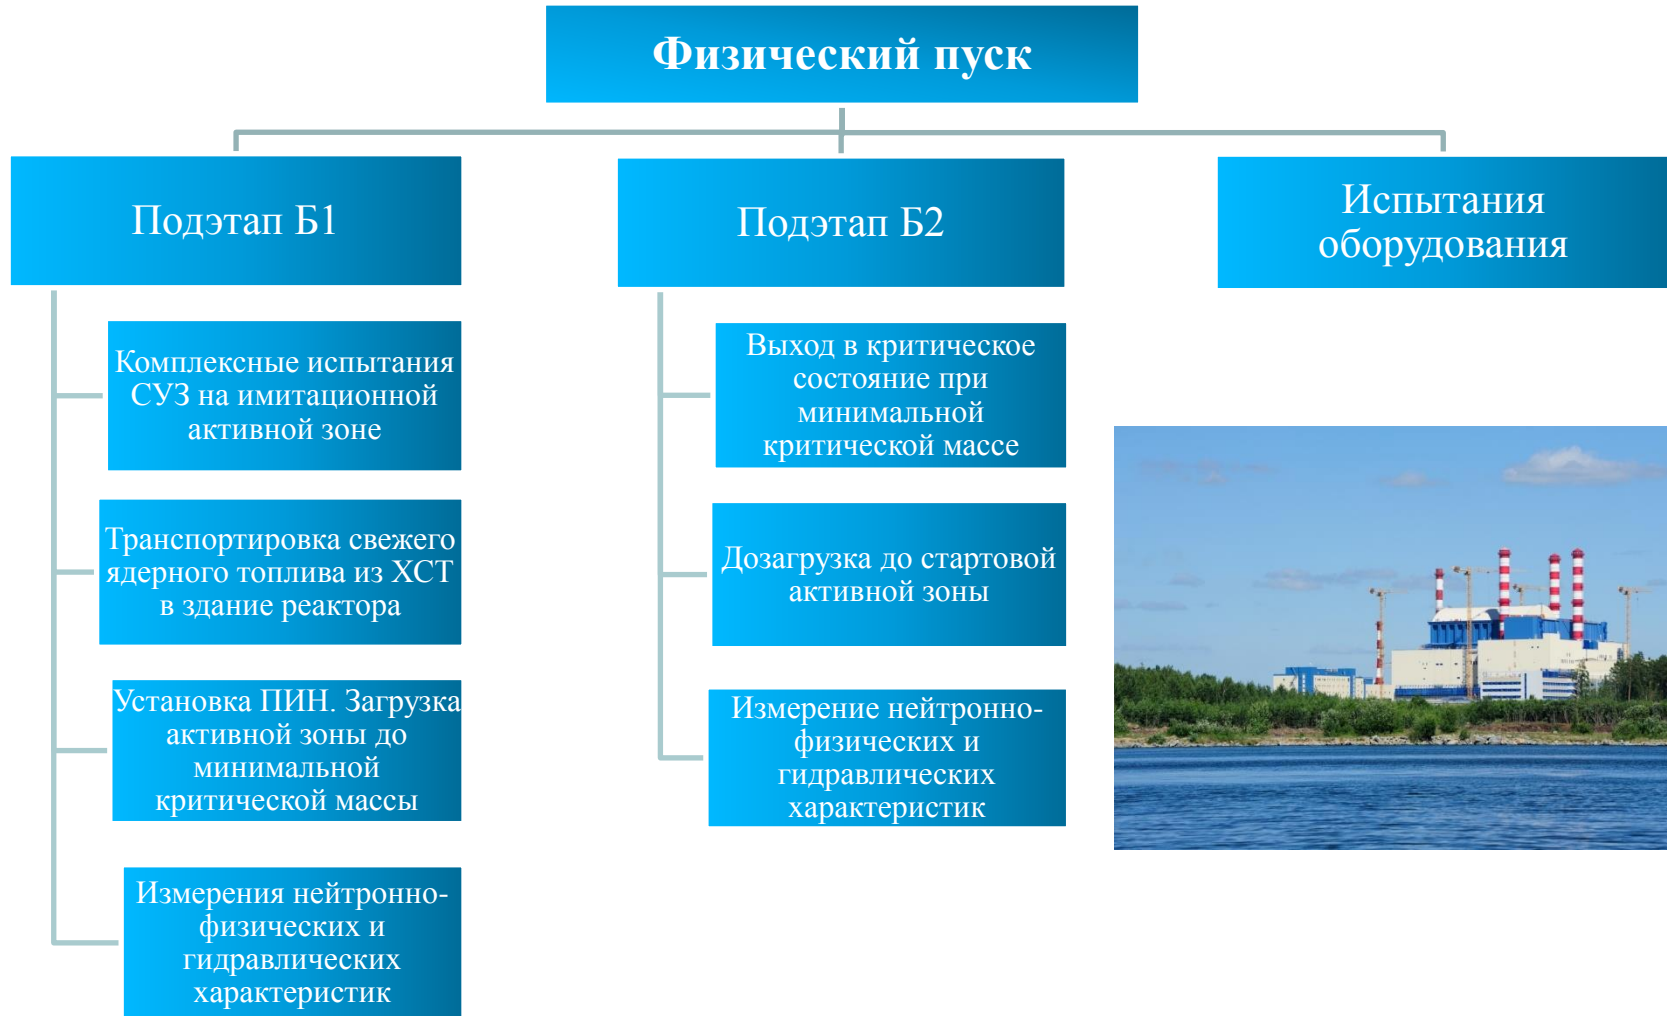 Физический пуск
Подэтап Б1
Комплексные испытания
СУЗ на имитационной
активной зоне
Транспортировка свежего
ядерного топлива из ХСТ
в здание реактора
Установка ПИН. Загрузка
активной зоны до
минимальной
критической массы
Измерения нейтронно-
физических и
гидравлических
характеристик
Подэтап Б2
Выход в критическое
состояние при
минимальной
критической массе
Дозагрузка до стартовой
активной зоны
Измерение нейтронно-
физических и
гидравлических
характеристик
Испытания
оборудования